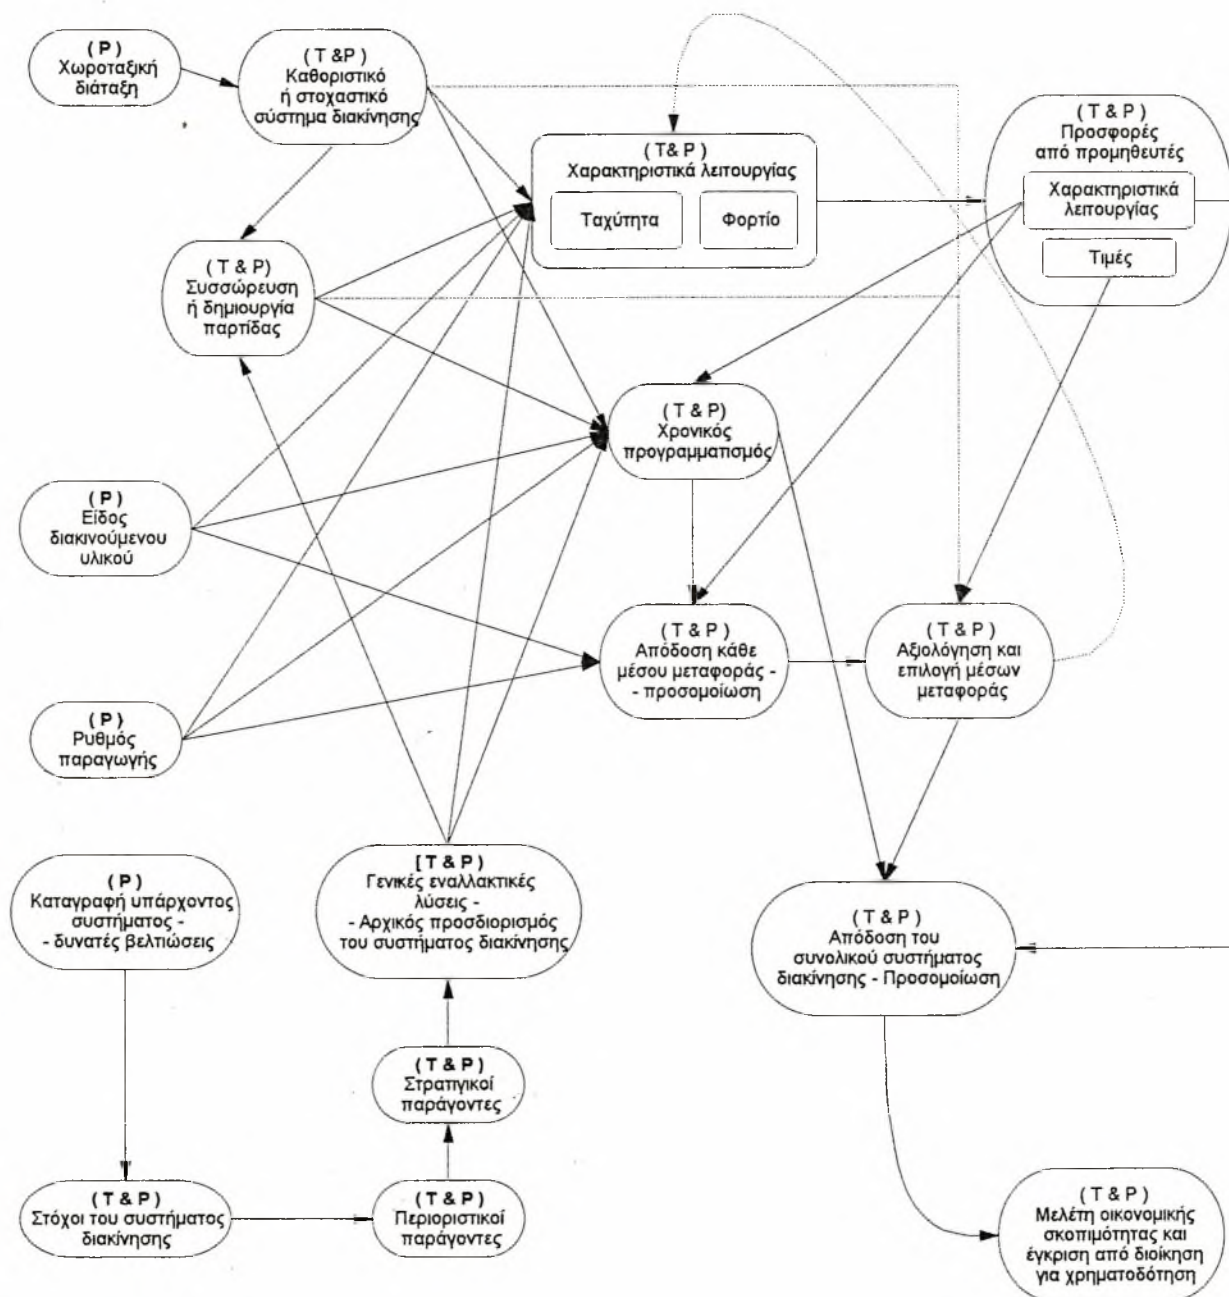 ( P )
Χωροταξική
διάταξη
( T &P )
Καθοριστικό
ή στοχαστικό
σύστημα διακίνησης
( T& P )
Χαρακτηριστικά λειτουργίας
Ταχύτητα
Φορτίο
( T & P )
Προσφορές
από προμηθευτές
Χαρακτηριστικά
λειτουργίας
Τιμές
( T & P)
Συσσώρευση
ή δημιουργία
παρτίδας
( T & P)
Χρονικός
προγραμματισμός
( P )
Είδος
διακινούμενου
υλικού
( T & P )
Απόδοση κάθε
μέσου μεταφοράς -
- προσομοίωση
( T & P )
Αξιολόγηση και
επιλογή μέσων
μεταφοράς
( P )
Ρυθμός
παραγωγής
[ T & P )
Γενικές εναλλακτικές
λύσεις -
- Αρχικός προσδιορισμός
του συστήματος διακίνησης
( P )
Καταγραφή υπάρχοντος
συστήματος -
- δυνατές βελτιώσεις
( T & P )
Απόδοση του
συνολικού συστήματος
διακίνησης - Προσομοίωση
( T & P )
Στρατιγικοί
παράγοντες
( T & P )
Στόχοι του συστήματος
διακίνησης
( T & P )
Περιοριστικοί
παράγοντες
( T & P )
Μελέτη οικονομικής
σκοπιμότητας και
έγκριση από διοίκηση
για χρηματοδότηση